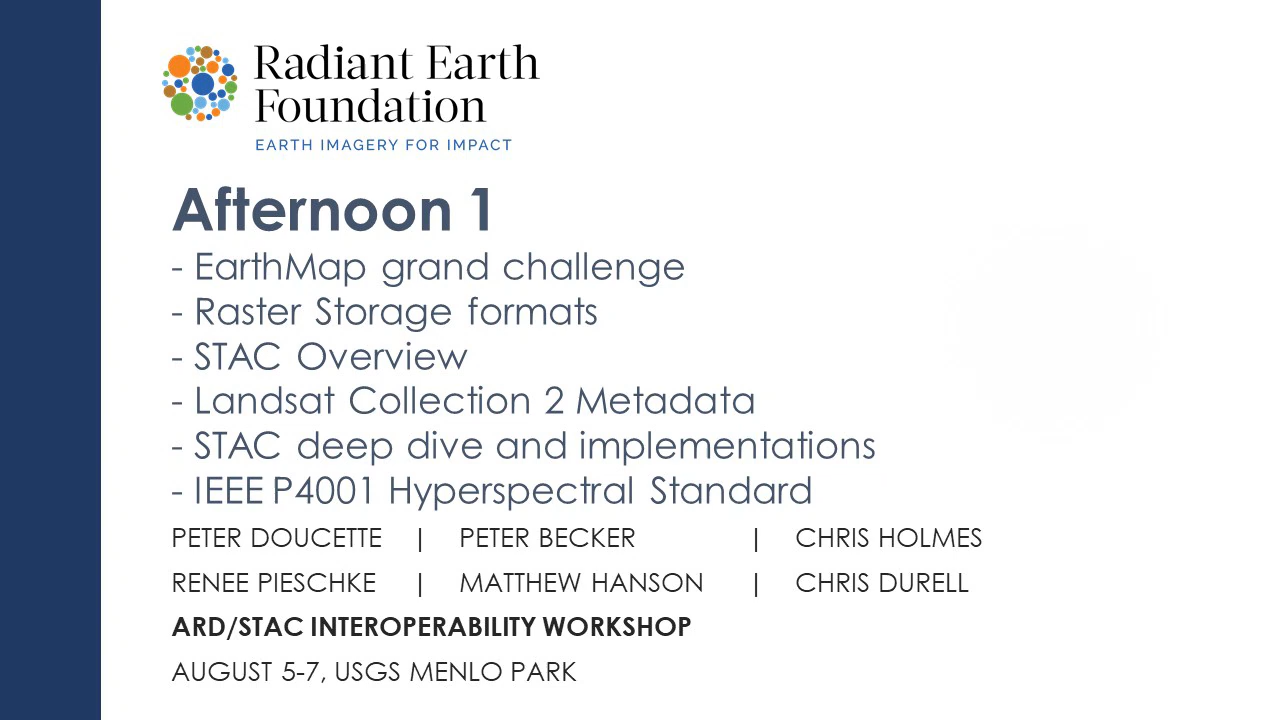 Radiant Earth
Foundation
EARTH IMAGERY FOR IMPACT
Afternoon 1
- EarthMap grand challenge
- Raster Storage formats
- STAC Overview
- Landsat Collection 2 Metadata
- STAC deep dive and implementations
- IEEE P4001 Hyperspectral Standard
PETER DOUCETTE | PETER BECKER | CHRIS HOLMES
RENEE PIESCHKE | MATTHEW HANSON | CHRIS DURELL
ARD/STAC INTEROPERABILITY WORKSHOP
AUGUST 5-7, USGS MENLO PARK